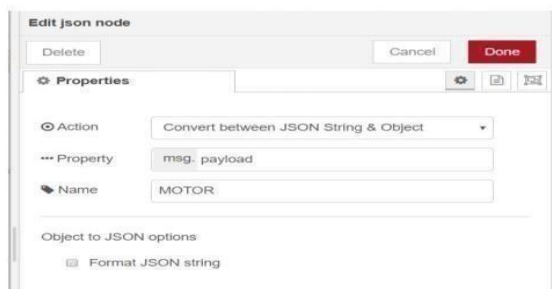 Edit json node
Delete Cancel Done
Properties
Action Convert between JSON String & Object
Property msg. payload
Name MOTOR
Object to JSON options
Format JSON string